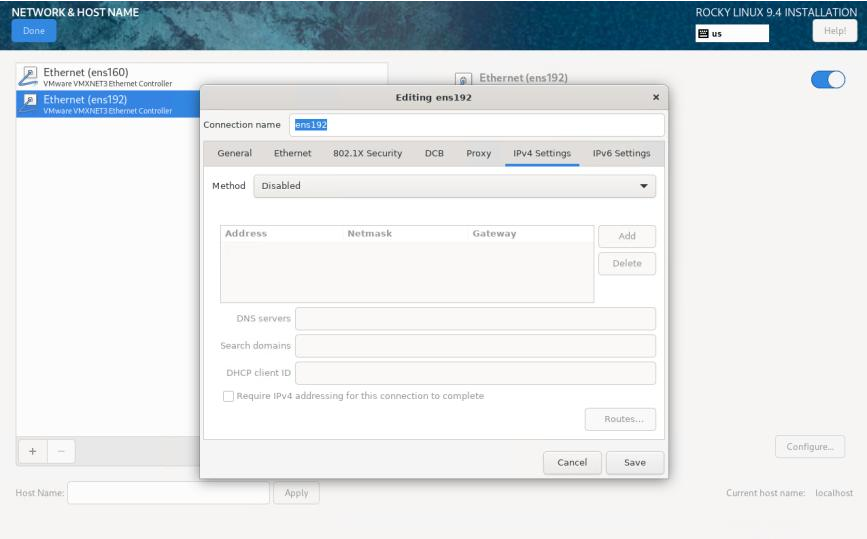 NETWORK & HOST NAME
ROCKY LINUX 9.4 INSTALLATION
Done
us
Help!
Ethernet (ens160)
VMware VMXNET3 Ethernet Controller
Ethernet (ens192)
VMware VMXNET3 Ethernet Controller
Ethernet (ens192)
Editing ens192
Connection name ens192
General Ethernet 802.1X Security DCB Proxy IPv4 Settings IPv6 Settings
Method Disabled
Address Netmask Gateway
Add
Delete
DNS servers
Search domains
DHCP client ID
Require IPv4 addressing for this connection to complete
Routes...
Cancel Save
Configure...
Host Name: Apply
Current host name: localhost